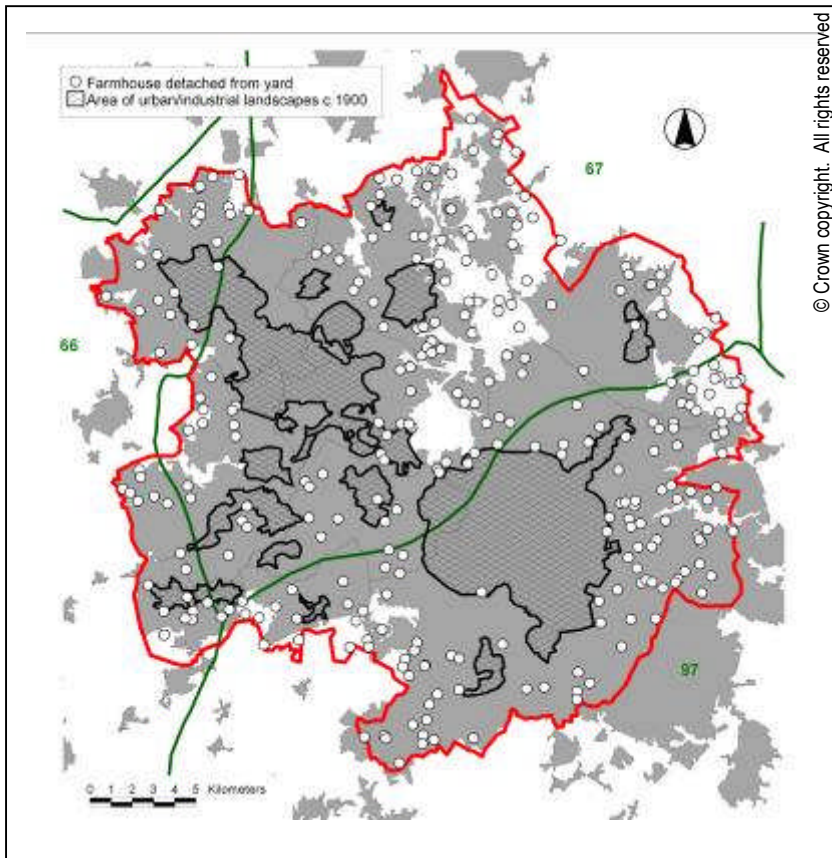 Farmhouse detached from yard
Area of urban/industrial landscapes c 1900
67
66
97
0 1 2 3 4 5 Kilometers
© Crown copyright. All rights reserved